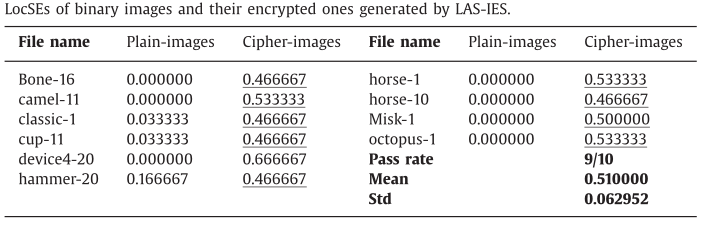 LocSEs of binary images and their encrypted ones generated by LAS-IES.
File name Plain-images Cipher-images File name Plain-images Cipher-images
Bone-16 0.000000 0.466667 horse-1 0.000000 0.533333
camel-11 0.000000 0.533333 horse-10 0.000000 0.466667
classic-1 0.033333 0.466667 Misk-1 0.000000 0.500000
cup-11 0.033333 0.466667 octopus-1 0.000000 0.533333
device4-20 0.000000 0.666667 Pass rate 9/10
hammer-20 0.166667 0.466667 Mean 0.510000
Std 0.062952